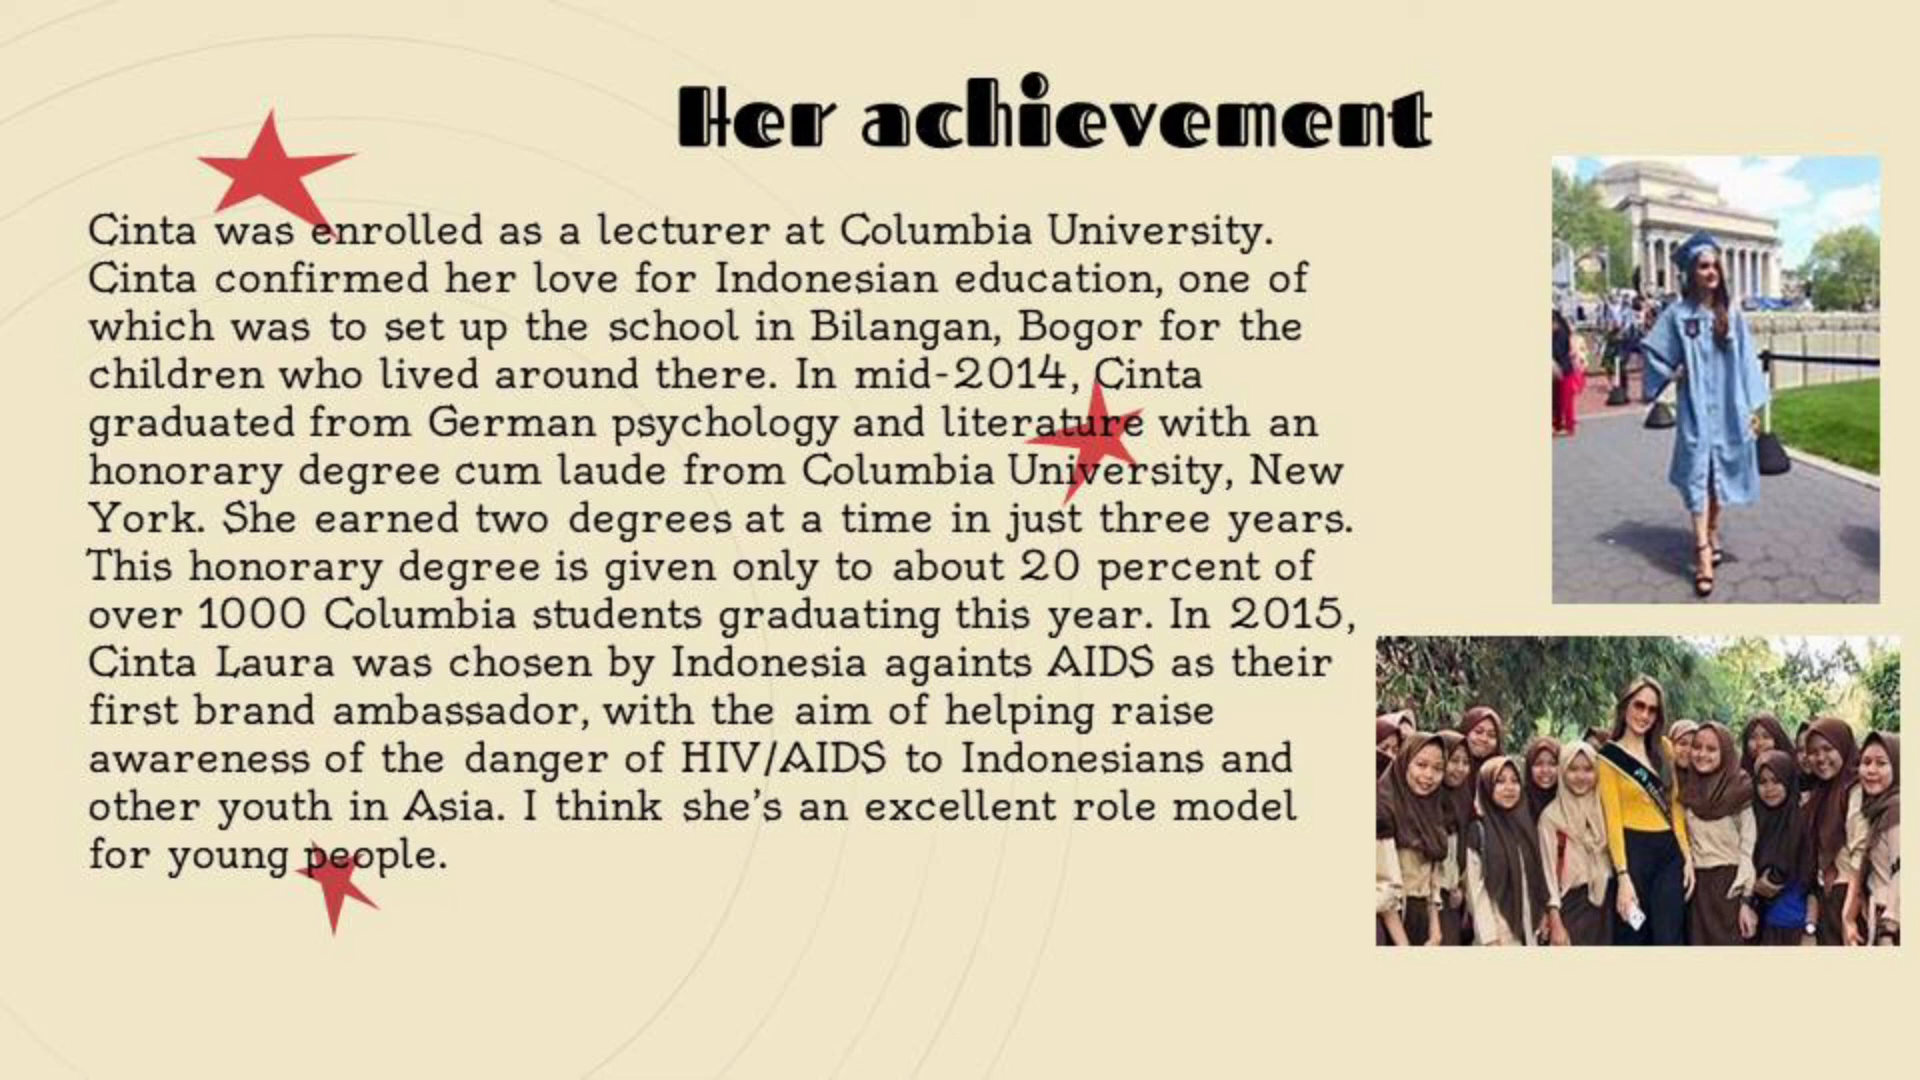 Her achievement
Cinta was enrolled as a lecturer at Columbia University.
Cinta confirmed her love for Indonesian education, one of
which was to set up the school in Bilangan, Bogor for the
children who lived around there. In mid-2014, Cinta
graduated from German psychology and literature with an
honorary degree cum laude from Columbia University, New
York. She earned two degrees at a time in just three years.
This honorary degree is given only to about 20 percent of
over 1000 Columbia students graduating this year. In 2015,
Cinta Laura was chosen by Indonesia againts AIDS as their
first brand ambassador, with the aim of helping raise
awareness of the danger of HIV/AIDS to Indonesians and
other youth in Asia. I think she's an excellent role model
for young people.